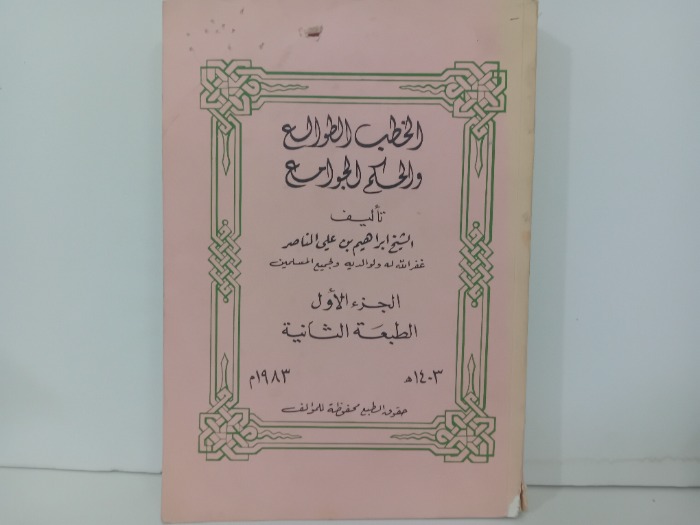 الخطب الطوالع
والحكم الجوامع
تأليف
الشيخ ابراهيم بن علي الناصر
غفر الله له ولوالديه ولجميع المسلمين
الجزء الأول
الطبعة الثانية
١٤٠٣هـ ١٩٨٣م
حقوق الطبع محفوظة للمؤلف